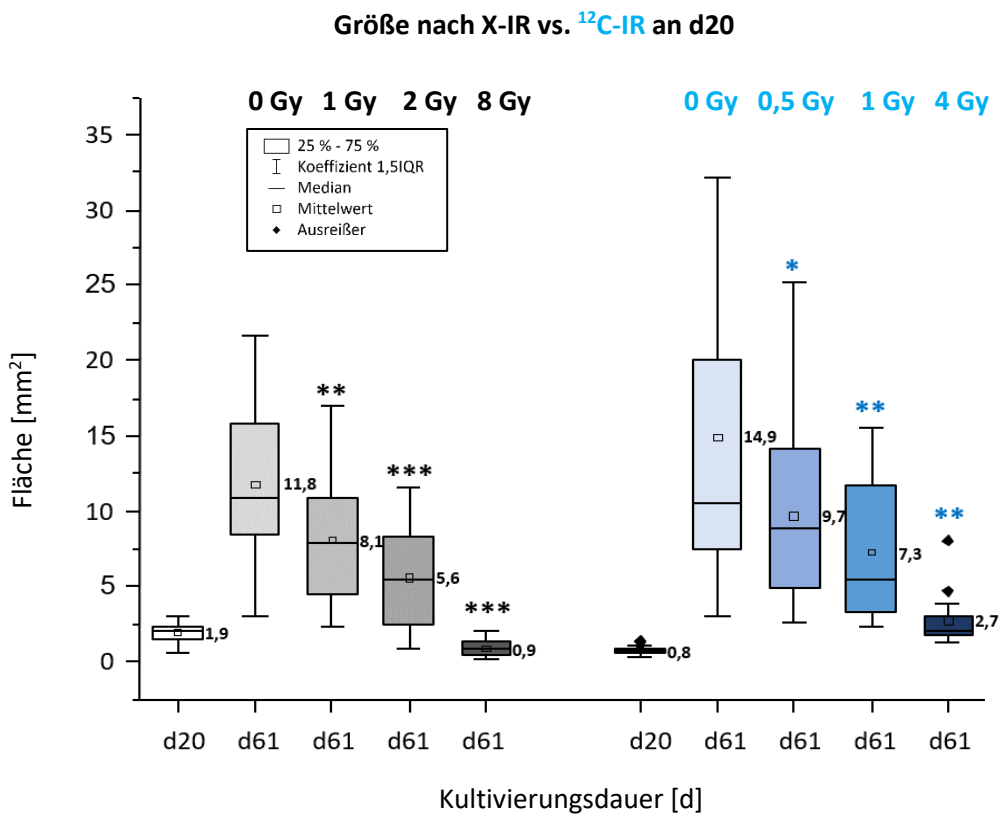 Größe nach X-IR vs. ¹²C-IR an d20
0 Gy 1 Gy 2 Gy 8 Gy 0 Gy 0,5 Gy 1 Gy 4 Gy
25 % - 75 %
Koeffizient 1,5IQR
Median
Mittelwert
Ausreißer
Fläche [mm²]
35
30
25
20
15
10
5
0
** *** *** * ** **
1,9 11,8 8,1 5,6 0,9 0,8 14,9 9,7 7,3 2,7
d20 d61 d61 d61 d61 d20 d61 d61 d61 d61
Kultivierungsdauer [d]